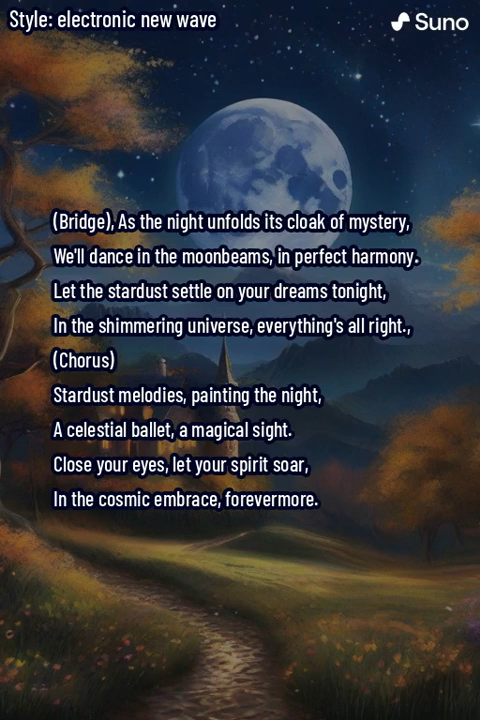 Style: electronic new wave
Suno
(Bridge), As the night unfolds its cloak of mystery,
We'll dance in the moonbeams, in perfect harmony.
Let the stardust settle on your dreams tonight,
In the shimmering universe, everything's all right.,
(Chorus)
Stardust melodies, painting the night,
A celestial ballet, a magical sight.
Close your eyes, let your spirit soar,
In the cosmic embrace, forevermore.